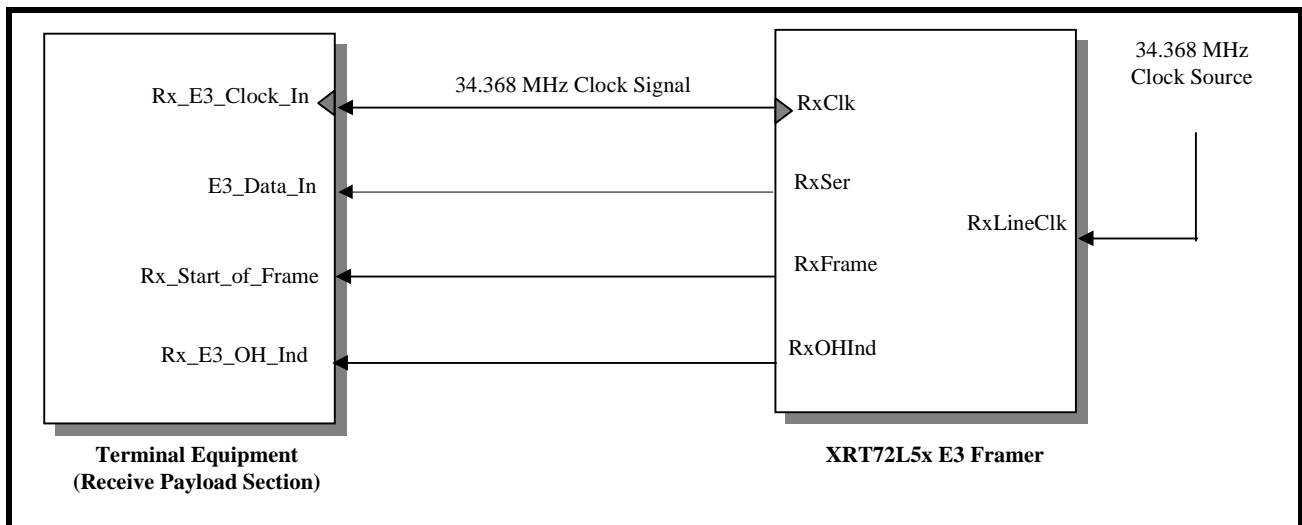 34.368 MHz
Clock Source
34.368 MHz Clock Signal
Rx_E3_Clock_In
RxClk
E3_Data_In
RxSer
RxLineClk
Rx_Start_of_Frame
RxFrame
Rx_E3_OH_Ind
RxOHInd
Terminal Equipment
(Receive Payload Section)
XRT72L5x E3 Framer